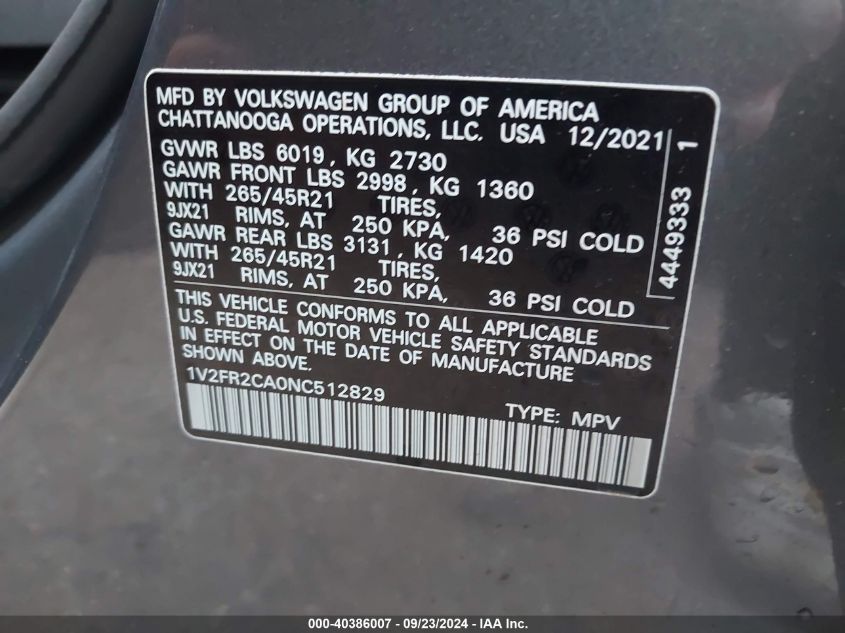 MFD BY VOLKSWAGEN GROUP OF AMERICA
CHATTANOOGA OPERATIONS, LLC. USA 12/2021
GVWR LBS 6019, KG 2730
GAWR FRONT LBS 2998, KG 1360
WITH 265/45R21 TIRES,
9JX21 RIMS, AT 250 KPA, 36 PSI COLD
GAWR REAR LBS 3131, KG 1420
WITH 265/45R21 TIRES,
9JX21 RIMS, AT 250 KPA, 36 PSI COLD
THIS VEHICLE CONFORMS TO ALL APPLICABLE
U.S. FEDERAL MOTOR VEHICLE SAFETY STANDARDS
IN EFFECT ON THE DATE OF MANUFACTURE
SHOWN ABOVE.
1V2FR2CA0NC512829
TYPE: MPV
4449333 1
000-40386007 - 09/23/2024 - IAA Inc.